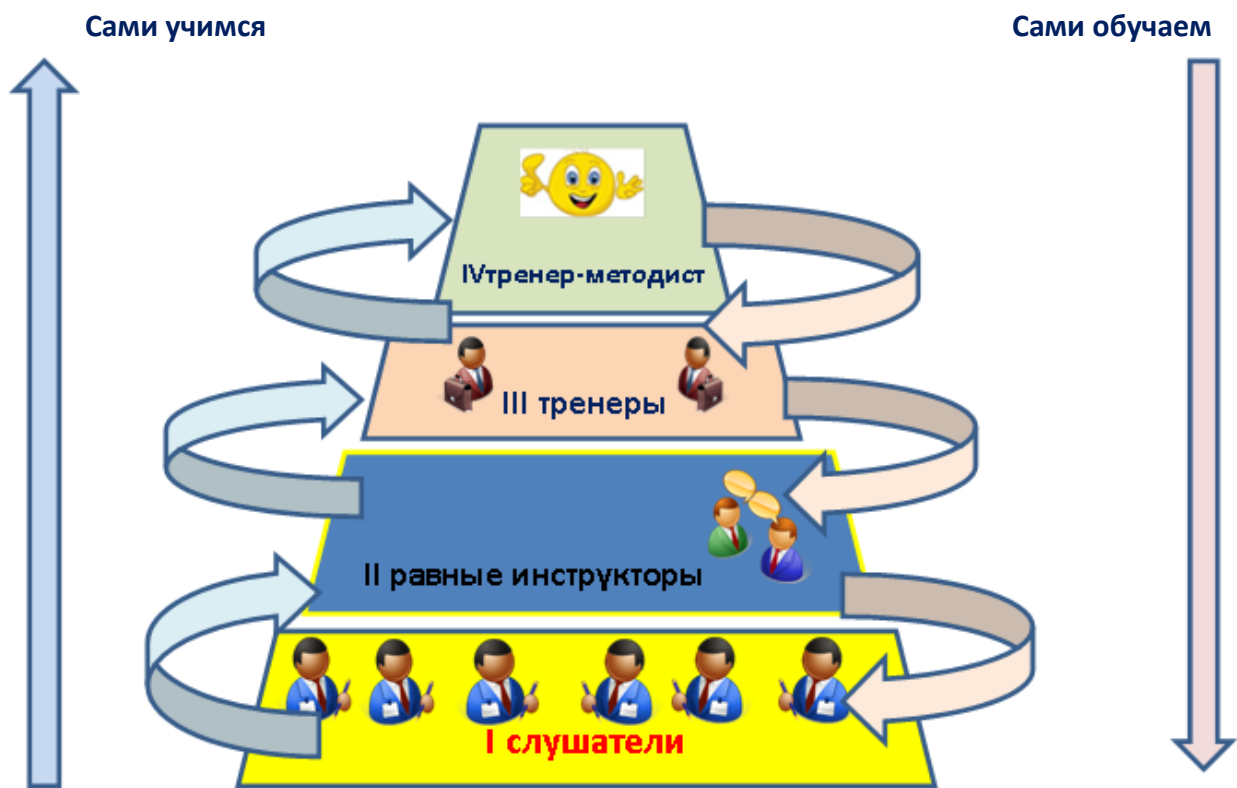 Сами учимся
Сами обучаем
IVтренер-методист
III тренеры
II равные инструкторы
I слушатели